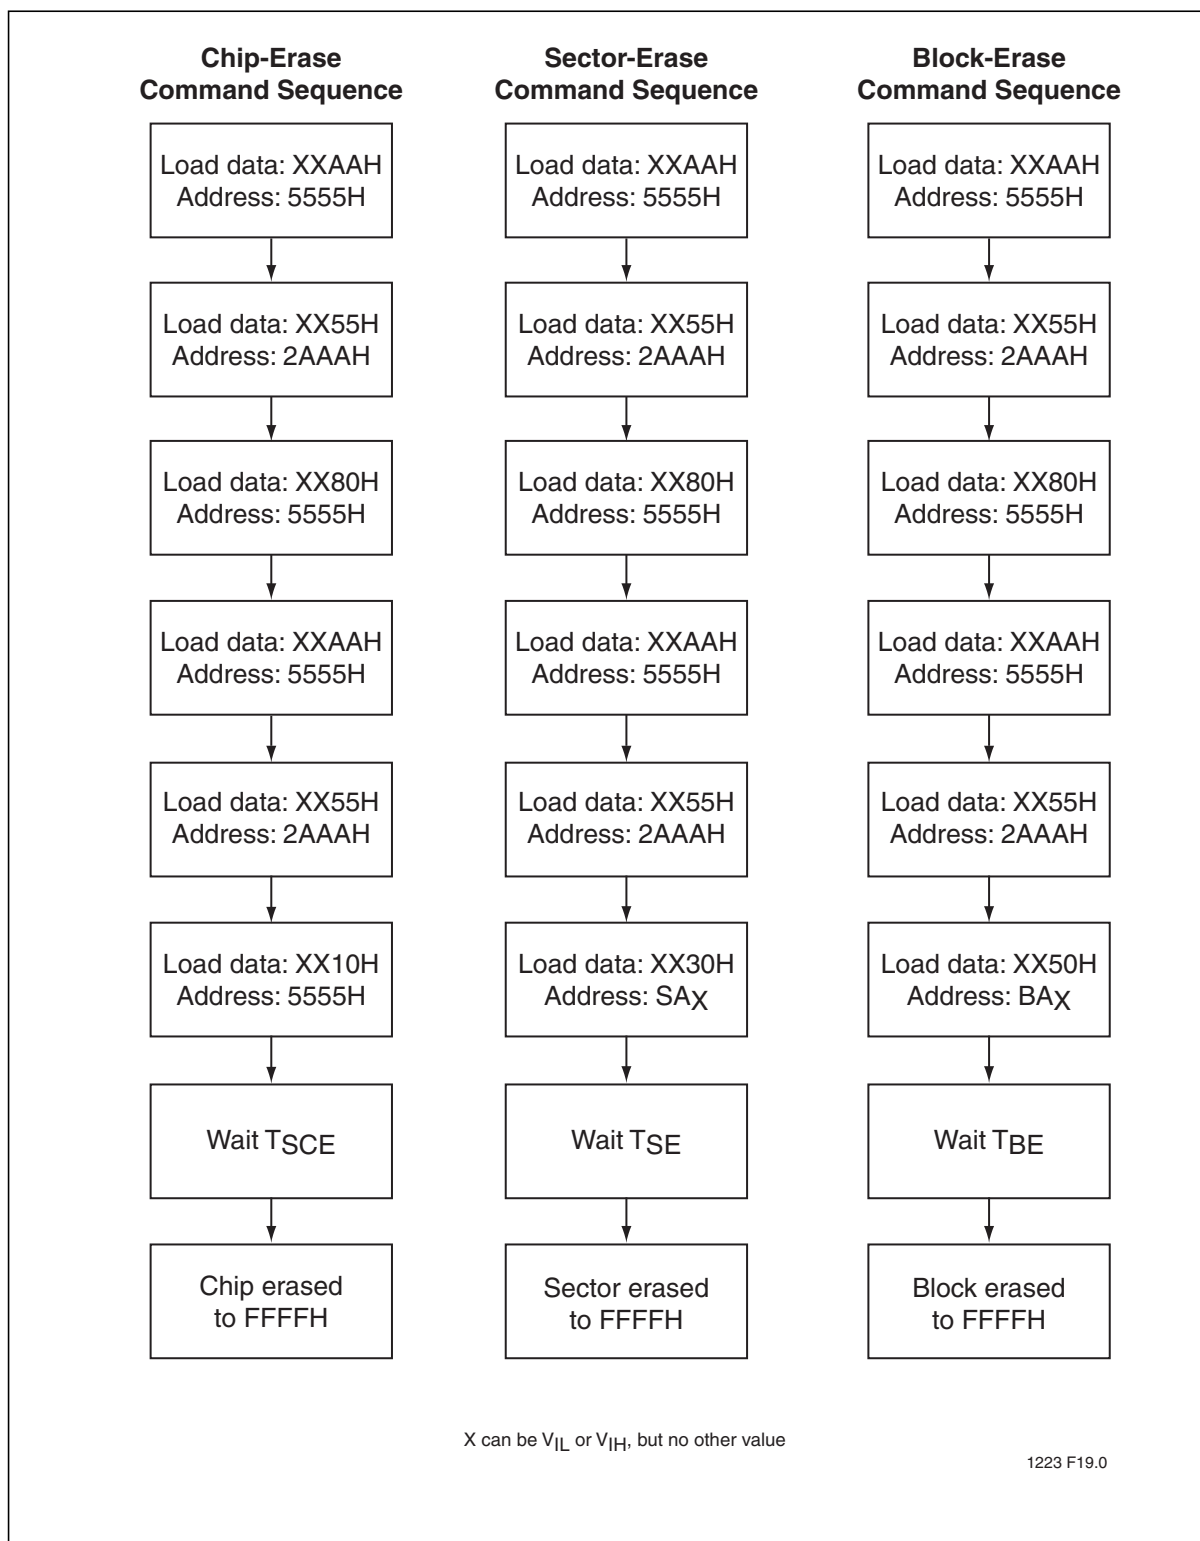 Chip-Erase
Command Sequence
Load data: XXAAH
Address: 5555H
Load data: XX55H
Address: 2AAAH
Load data: XX80H
Address: 5555H
Load data: XXAAH
Address: 5555H
Load data: XX55H
Address: 2AAAH
Load data: XX10H
Address: 5555H
Wait TSCE
Chip erased
to FFFFH
Sector-Erase
Command Sequence
Load data: XXAAH
Address: 5555H
Load data: XX55H
Address: 2AAAH
Load data: XX80H
Address: 5555H
Load data: XXAAH
Address: 5555H
Load data: XX55H
Address: 2AAAH
Load data: XX30H
Address: SAX
Wait TSE
Sector erased
to FFFFH
Block-Erase
Command Sequence
Load data: XXAAH
Address: 5555H
Load data: XX55H
Address: 2AAAH
Load data: XX80H
Address: 5555H
Load data: XXAAH
Address: 5555H
Load data: XX55H
Address: 2AAAH
Load data: XX50H
Address: BAX
Wait TBE
Block erased
to FFFFH
X can be VIL or VIH, but no other value
1223 F19.0